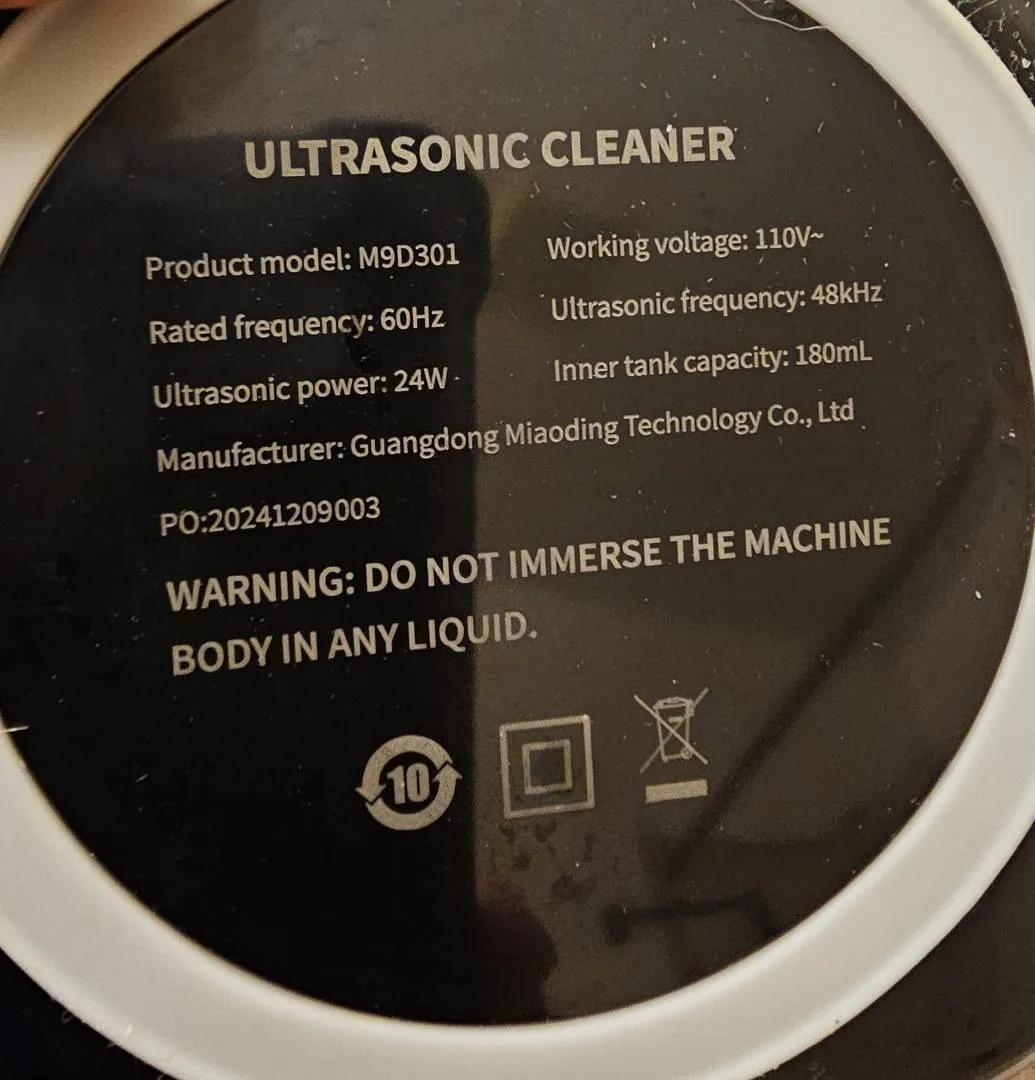 ULTRASONIC CLEANER
Product model: M9D301
Working voltage: 110V~
Rated frequency: 60Hz
Ultrasonic frequency: 48kHz
Ultrasonic power: 24W
Inner tank capacity: 180mL
Manufacturer: Guangdong Miaoding Technology Co., Ltd
PO:20241209003
WARNING: DO NOT IMMERSE THE MACHINE
BODY IN ANY LIQUID.
10